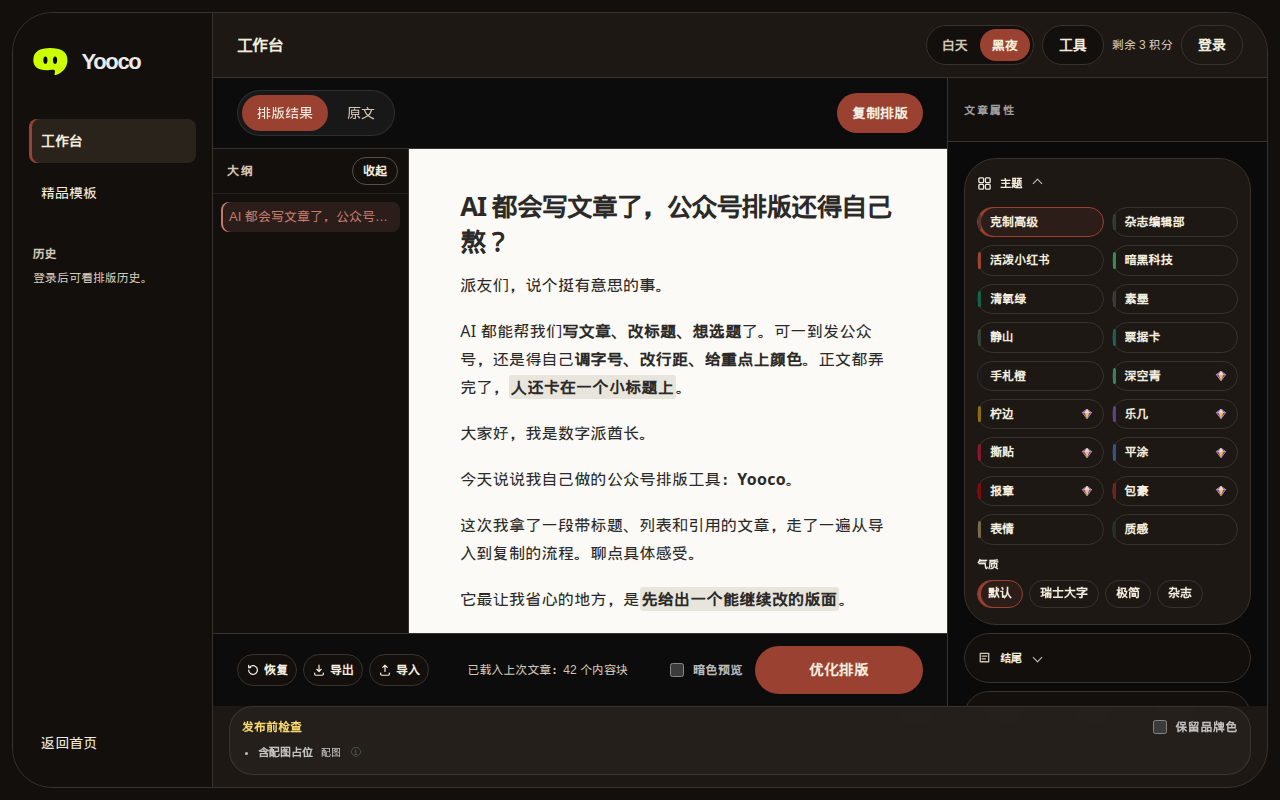 Yooco
工作台
精品模板
历史
登录后可看排版历史。
返回首页
工作台
白天
黑夜
工具
剩余 3 积分
登录
排版结果
原文
复制排版
大纲
收起
AI 都会写文章了，公众号…
AI 都会写文章了，公众号排版还得自己
熬？
派友们，说个挺有意思的事。
AI 都能帮我们写文章、改标题、想选题了。可一到发公众
号，还是得自己调字号、改行距、给重点上颜色。正文都弄
完了，人还卡在一个小标题上。
大家好，我是数字派酋长。
今天说说我自己做的公众号排版工具：Yooco。
这次我拿了一段带标题、列表和引用的文章，走了一遍从导
入到复制的流程。聊点具体感受。
它最让我省心的地方，是先给出一个能继续改的版面。
恢复
导出
导入
已载入上次文章：42 个内容块
暗色预览
优化排版
文章属性
主题
克制高级
杂志编辑部
活泼小红书
暗黑科技
清氧绿
素墨
静山
票据卡
手札橙
深空青
柠边
乐几
撕贴
平涂
报章
包豪
表情
质感
气质
默认
瑞士大字
极简
杂志
结尾
发布前检查
保留品牌色
• 含配图占位 配图 ⓘ